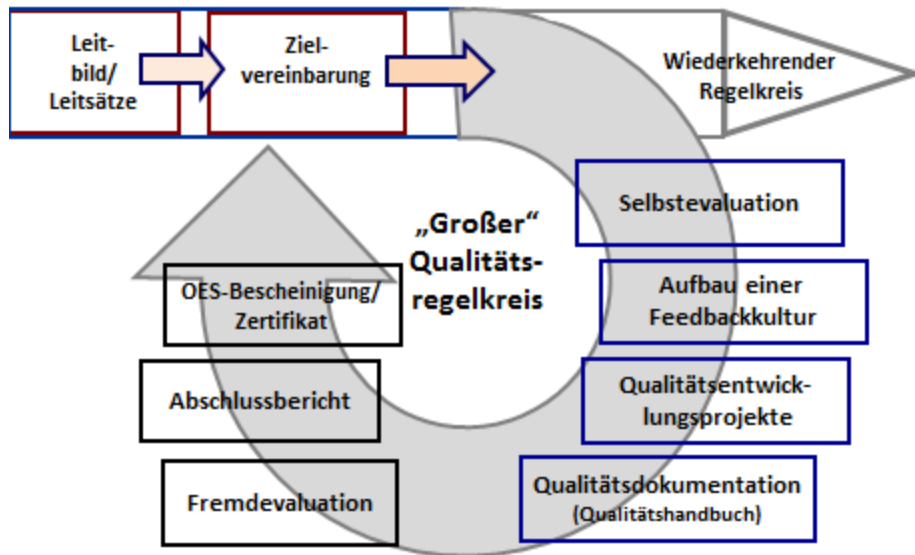 Leit-
bild/
Leitsätze
Ziel-
vereinbarung
Wiederkehrender
Regelkreis
„Großer“
Qualitäts-
regelkreis
Selbstevaluation
Aufbau einer
Feedbackkultur
Qualitätsentwick-
lungsprojekte
Qualitätsdokumentation
(Qualitätshandbuch)
Fremdevaluation
Abschlussbericht
OES-Bescheinigung/
Zertifikat